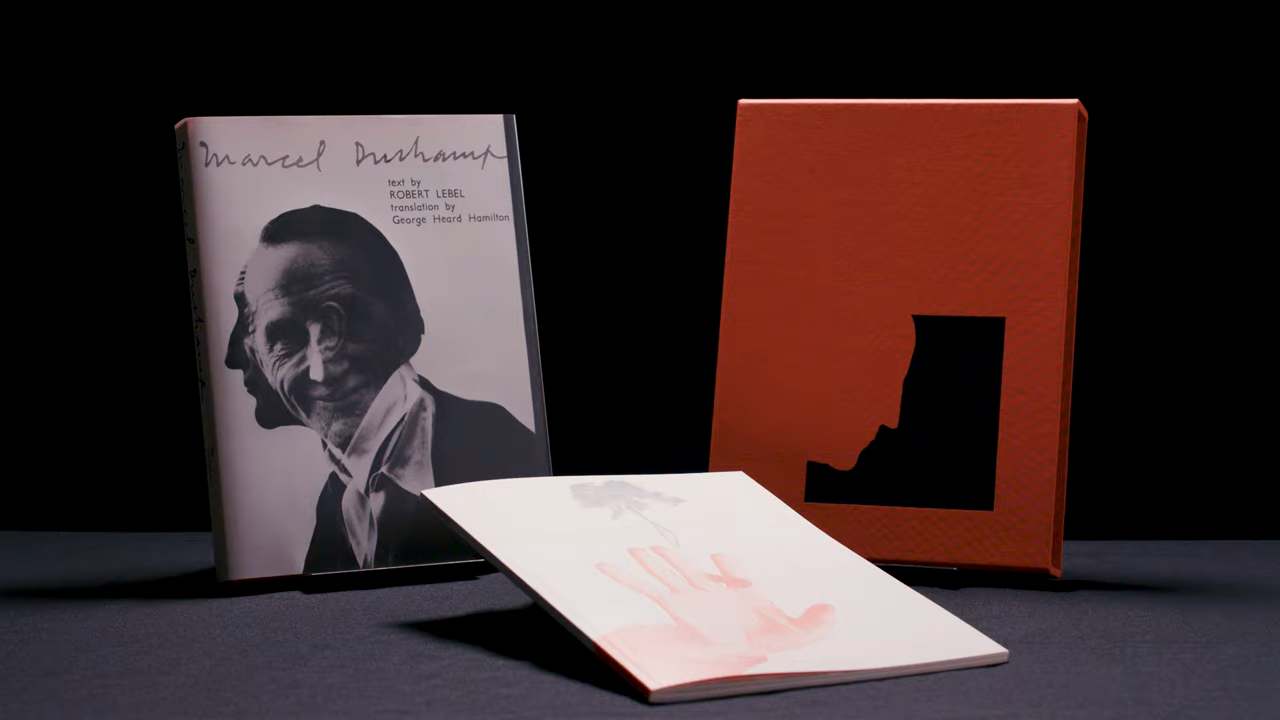 Marcel Duchamp
text by
ROBERT LEBEL
translation by
George Heard Hamilton